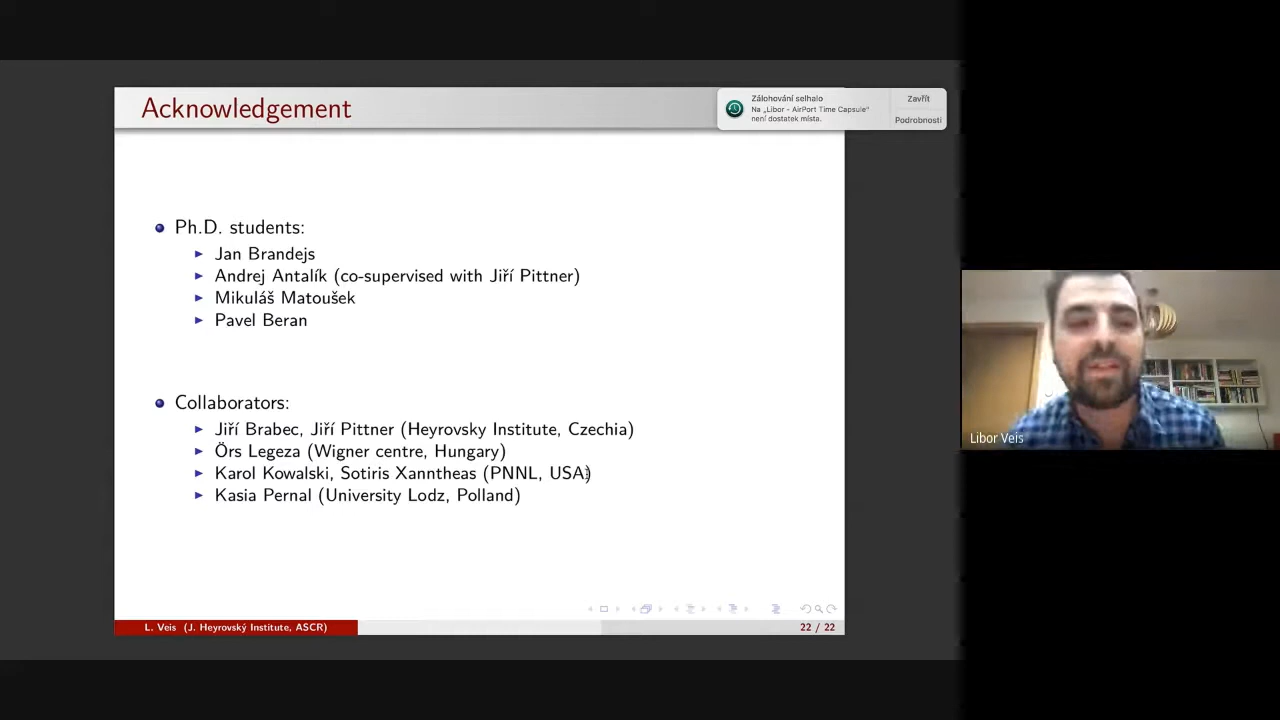 Acknowledgement
Zálohování selhalo
Na „Libor - AirPort Time Capsule“
není dostatek místa.
Zavřít
Podrobnosti
Ph.D. students:
Jan Brandejs
Andrej Antalík (co-supervised with Jiří Pittner)
Mikuláš Matoušek
Pavel Beran
Collaborators:
Jiří Brabec, Jiří Pittner (Heyrovsky Institute, Czechia)
Örs Legeza (Wigner centre, Hungary)
Karol Kowalski, Sotiris Xanntheas (PNNL, USA)
Kasia Pernal (University Lodz, Polland)
L. Veis (J. Heyrovský Institute, ASCR)
22 / 22
Libor Veis